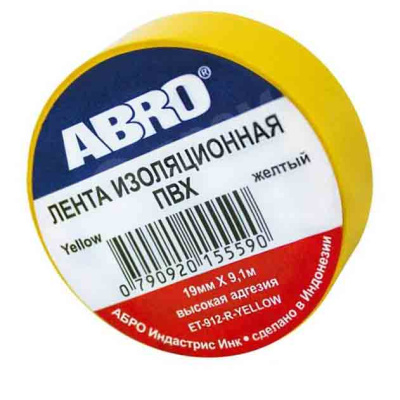 ABRO®
ЛЕНТА ИЗОЛЯЦИОННАЯ
ПВХ
Yellow
желтый
0 790920 155590
19мм X 9,1м
высокая адгезия
ET-912-R-YELLOW
АБРО Индастрис Инк • сделано в Индонезии